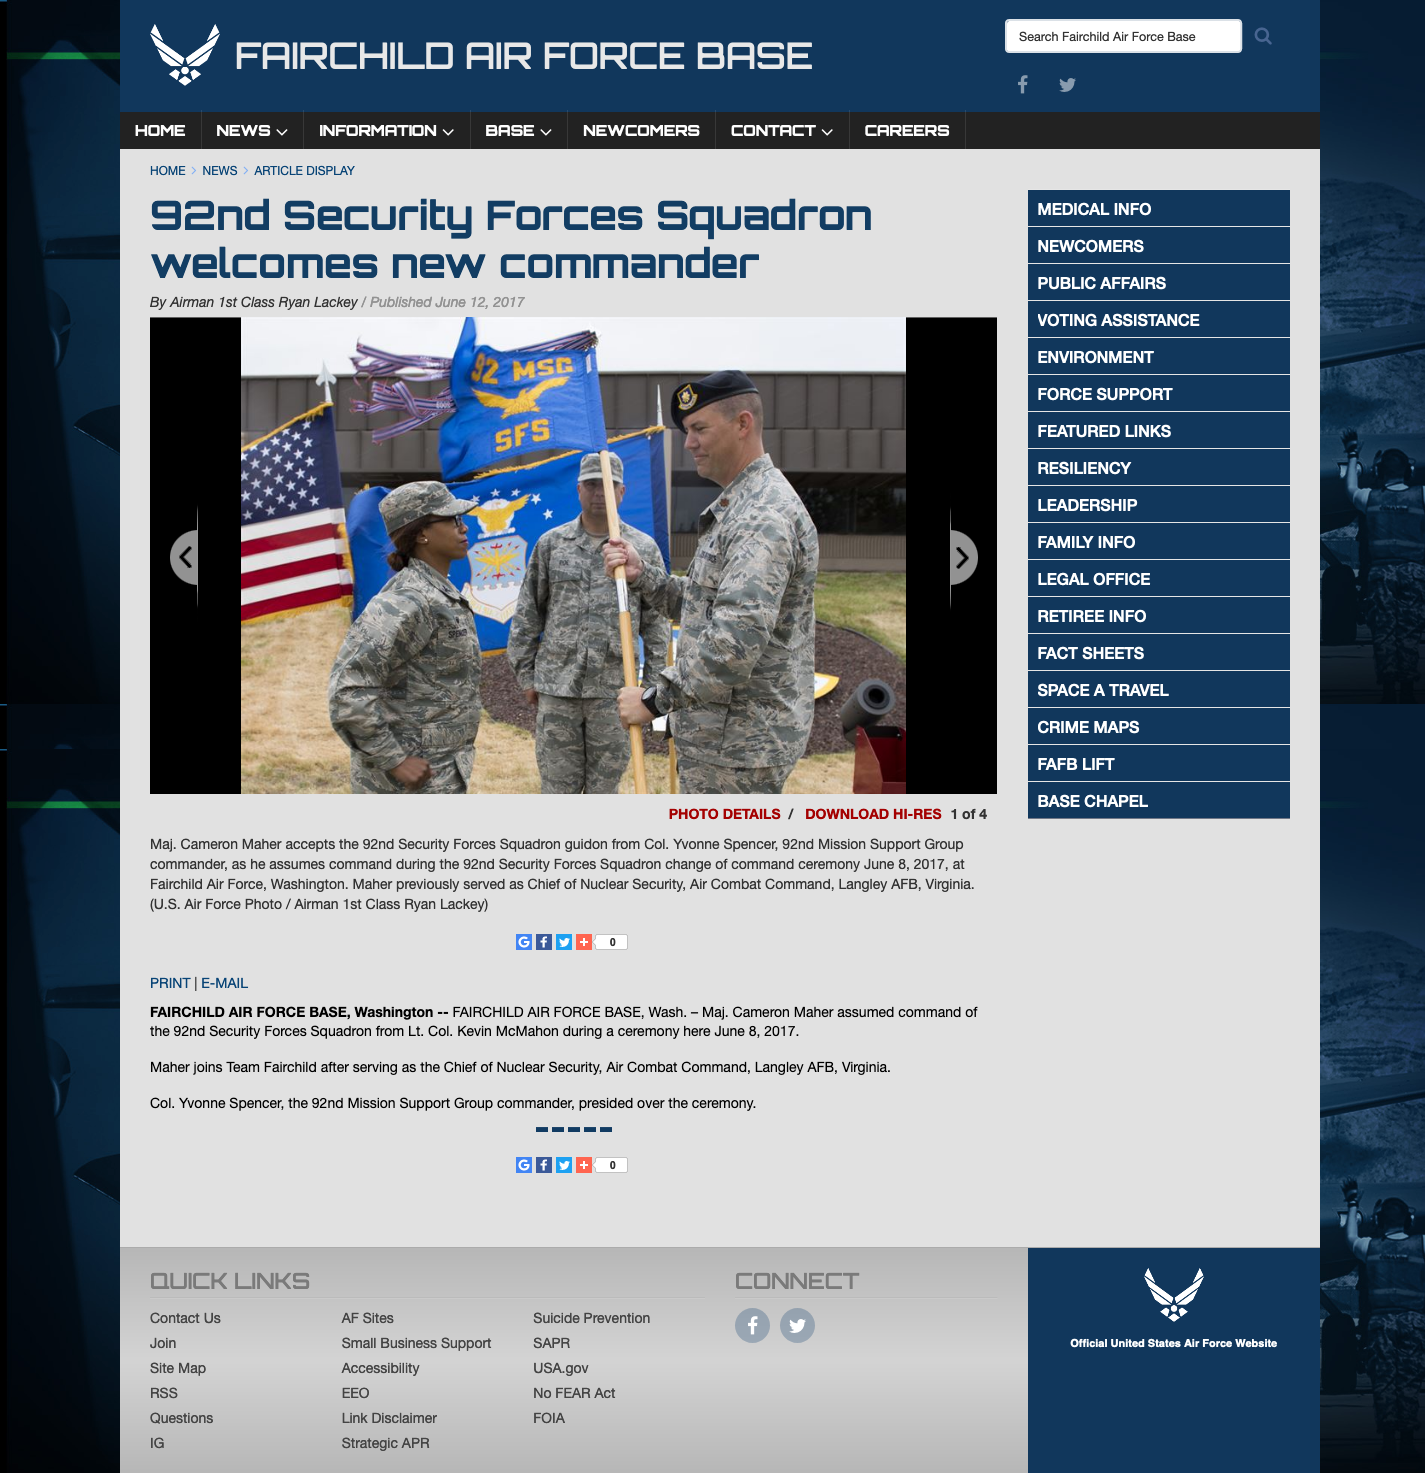 FAIRCHILD AIR FORCE BASE
Search Fairchild Air Force Base
HOME NEWS INFORMATION BASE NEWCOMERS CONTACT CAREERS
HOME > NEWS > ARTICLE DISPLAY
92nd Security Forces Squadron
welcomes new commander
By Airman 1st Class Ryan Lackey / Published June 12, 2017
92 MSG
SFS
SPENCER
PHOTO DETAILS / DOWNLOAD HI-RES 1 of 4
Maj. Cameron Maher accepts the 92nd Security Forces Squadron guidon from Col. Yvonne Spencer, 92nd Mission Support Group
commander, as he assumes command during the 92nd Security Forces Squadron change of command ceremony June 8, 2017, at
Fairchild Air Force, Washington. Maher previously served as Chief of Nuclear Security, Air Combat Command, Langley AFB, Virginia.
(U.S. Air Force Photo / Airman 1st Class Ryan Lackey)
0
PRINT | E-MAIL
FAIRCHILD AIR FORCE BASE, Washington -- FAIRCHILD AIR FORCE BASE, Wash. – Maj. Cameron Maher assumed command of
the 92nd Security Forces Squadron from Lt. Col. Kevin McMahon during a ceremony here June 8, 2017.
Maher joins Team Fairchild after serving as the Chief of Nuclear Security, Air Combat Command, Langley AFB, Virginia.
Col. Yvonne Spencer, the 92nd Mission Support Group commander, presided over the ceremony.
0
MEDICAL INFO
NEWCOMERS
PUBLIC AFFAIRS
VOTING ASSISTANCE
ENVIRONMENT
FORCE SUPPORT
FEATURED LINKS
RESILIENCY
LEADERSHIP
FAMILY INFO
LEGAL OFFICE
RETIREE INFO
FACT SHEETS
SPACE A TRAVEL
CRIME MAPS
FAFB LIFT
BASE CHAPEL
QUICK LINKS
Contact Us
Join
Site Map
RSS
Questions
IG
AF Sites
Small Business Support
Accessibility
EEO
Link Disclaimer
Strategic APR
Suicide Prevention
SAPR
USA.gov
No FEAR Act
FOIA
CONNECT
Official United States Air Force Website